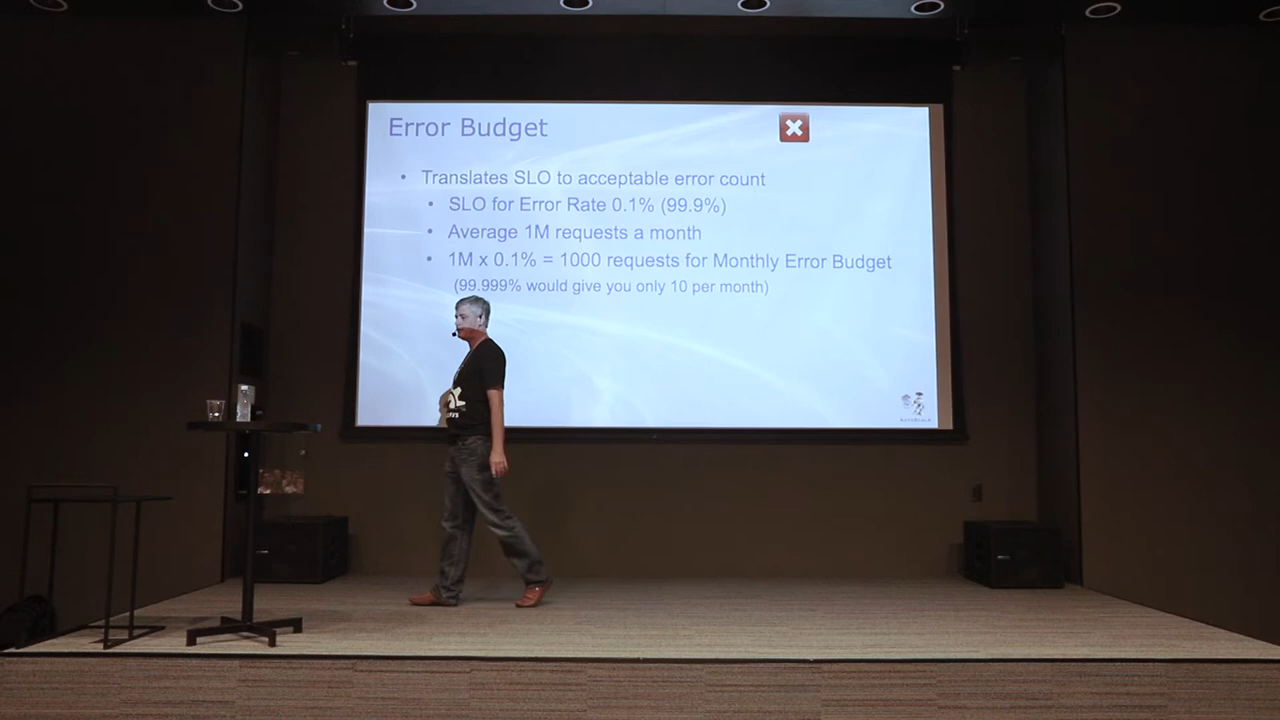 Error Budget
• Translates SLO to acceptable error count
• SLO for Error Rate 0.1% (99.9%)
• Average 1M requests a month
• 1M x 0.1% = 1000 requests for Monthly Error Budget
(99.999% would give you only 10 per month)